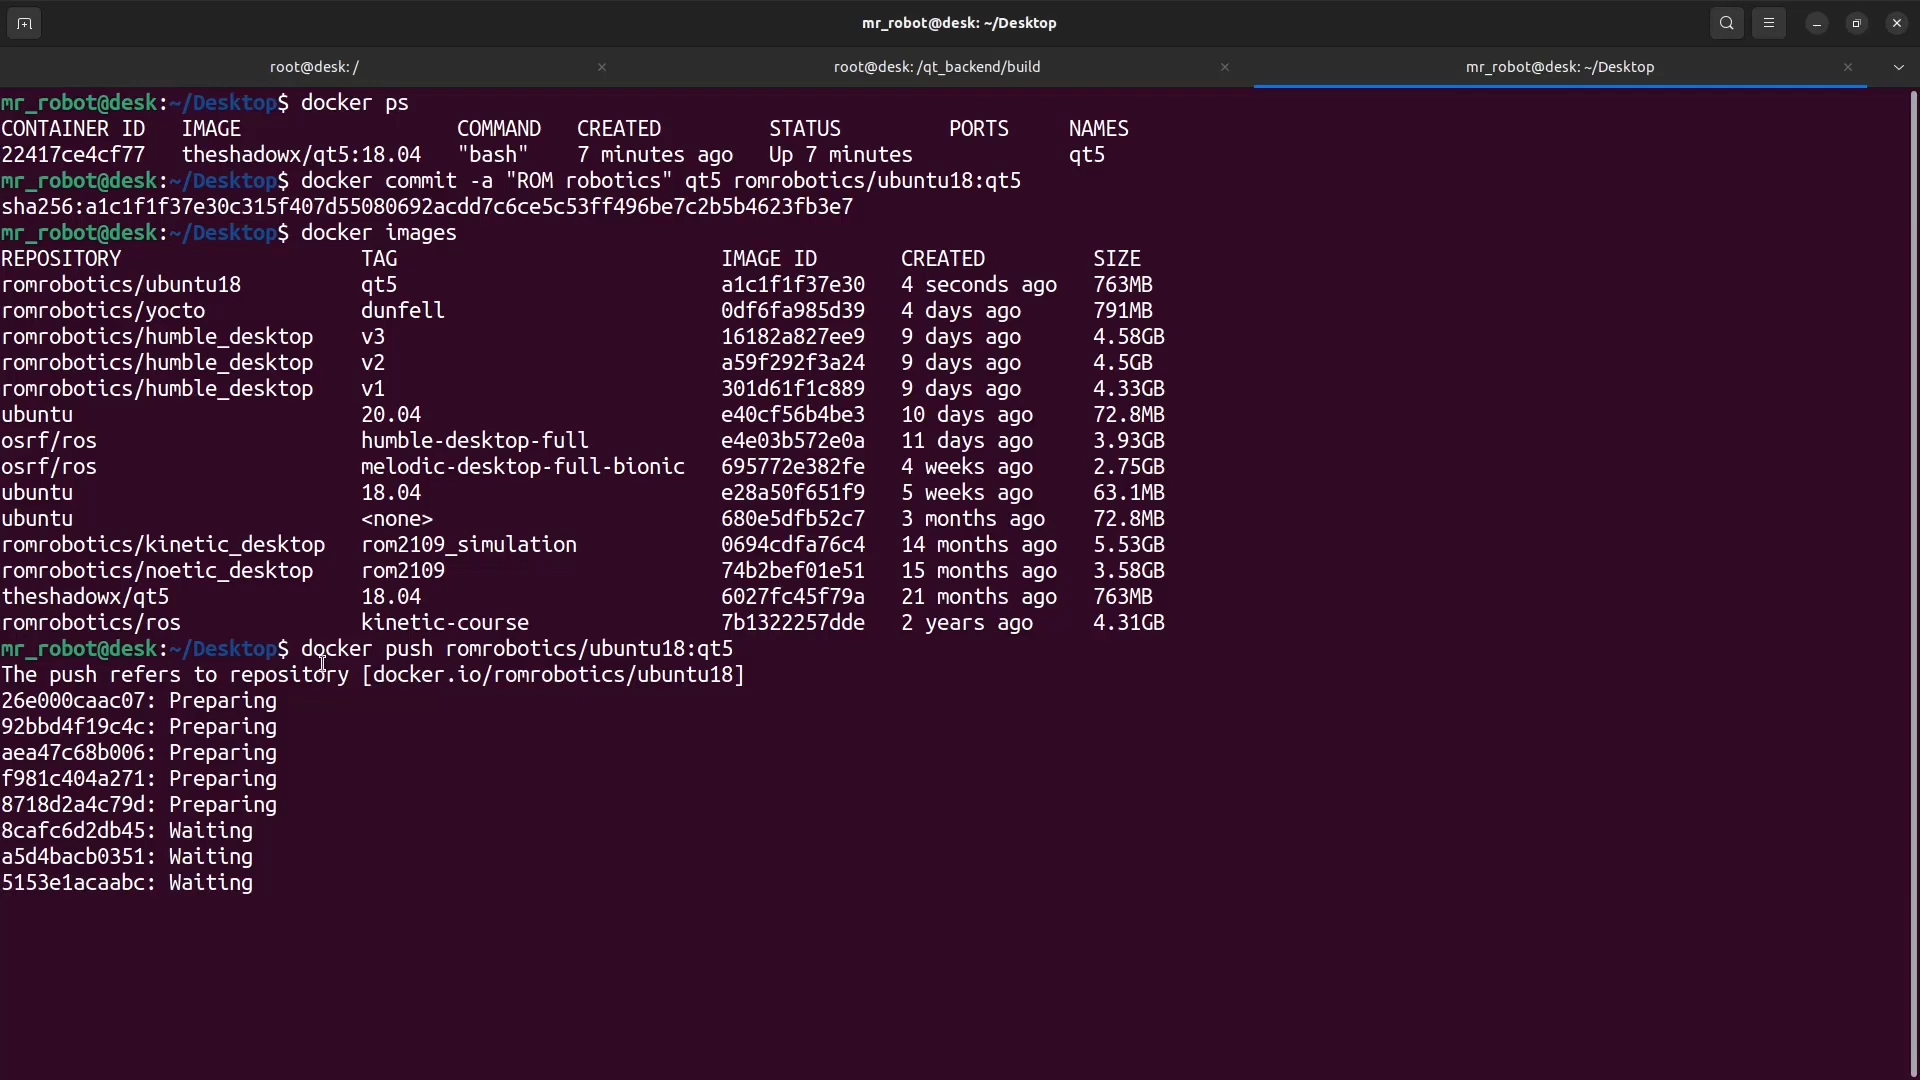 mr_robot@desk: ~/Desktop
root@desk: /
root@desk: /qt_backend/build
mr_robot@desk: ~/Desktop
mr_robot@desk:~/Desktop$ docker ps
CONTAINER ID   IMAGE                  COMMAND   CREATED         STATUS         PORTS     NAMES
22417ce4cf77   theshadowx/qt5:18.04   "bash"    7 minutes ago   Up 7 minutes             qt5
mr_robot@desk:~/Desktop$ docker commit -a "ROM robotics" qt5 romrobotics/ubuntu18:qt5
sha256:a1c1f1f37e30c315f407d55080692acdd7c6ce5c53ff496be7c2b5b4623fb3e7
mr_robot@desk:~/Desktop$ docker images
REPOSITORY                    TAG                           IMAGE ID       CREATED         SIZE
romrobotics/ubuntu18          qt5                           a1c1f1f37e30   4 seconds ago   763MB
romrobotics/yocto             dunfell                       0df6fa985d39   4 days ago      791MB
romrobotics/humble_desktop    v3                            16182a827ee9   9 days ago      4.58GB
romrobotics/humble_desktop    v2                            a59f292f3a24   9 days ago      4.5GB
romrobotics/humble_desktop    v1                            301d61f1c889   9 days ago      4.33GB
ubuntu                        20.04                         e40cf56b4be3   10 days ago     72.8MB
osrf/ros                      humble-desktop-full           e4e03b572e0a   11 days ago     3.93GB
osrf/ros                      melodic-desktop-full-bionic   695772e382fe   4 weeks ago     2.75GB
ubuntu                        18.04                         e28a50f651f9   5 weeks ago     63.1MB
ubuntu                        <none>                        680e5dfb52c7   3 months ago    72.8MB
romrobotics/kinetic_desktop   rom2109_simulation            0694cdfa76c4   14 months ago   5.53GB
romrobotics/noetic_desktop    rom2109                       74b2bef01e51   15 months ago   3.58GB
theshadowx/qt5                18.04                         6027fc45f79a   21 months ago   763MB
romrobotics/ros               kinetic-course                7b1322257dde   2 years ago     4.31GB
mr_robot@desk:~/Desktop$ docker push romrobotics/ubuntu18:qt5
The push refers to repository [docker.io/romrobotics/ubuntu18]
26e000caac07: Preparing
92bbd4f19c4c: Preparing
aea47c68b006: Preparing
f981c404a271: Preparing
8718d2a4c79d: Preparing
8cafc6d2db45: Waiting
a5d4bacb0351: Waiting
5153e1acaabc: Waiting